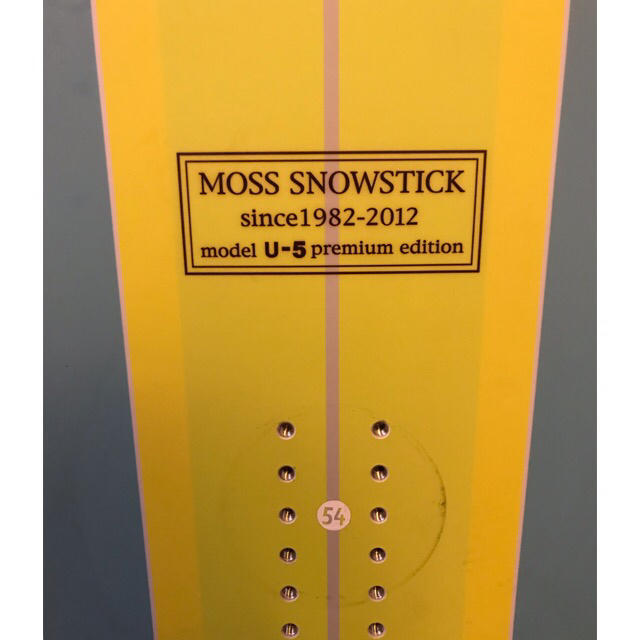 MOSS SNOWSTICK
since1982-2012
model U-5 premium edition
54